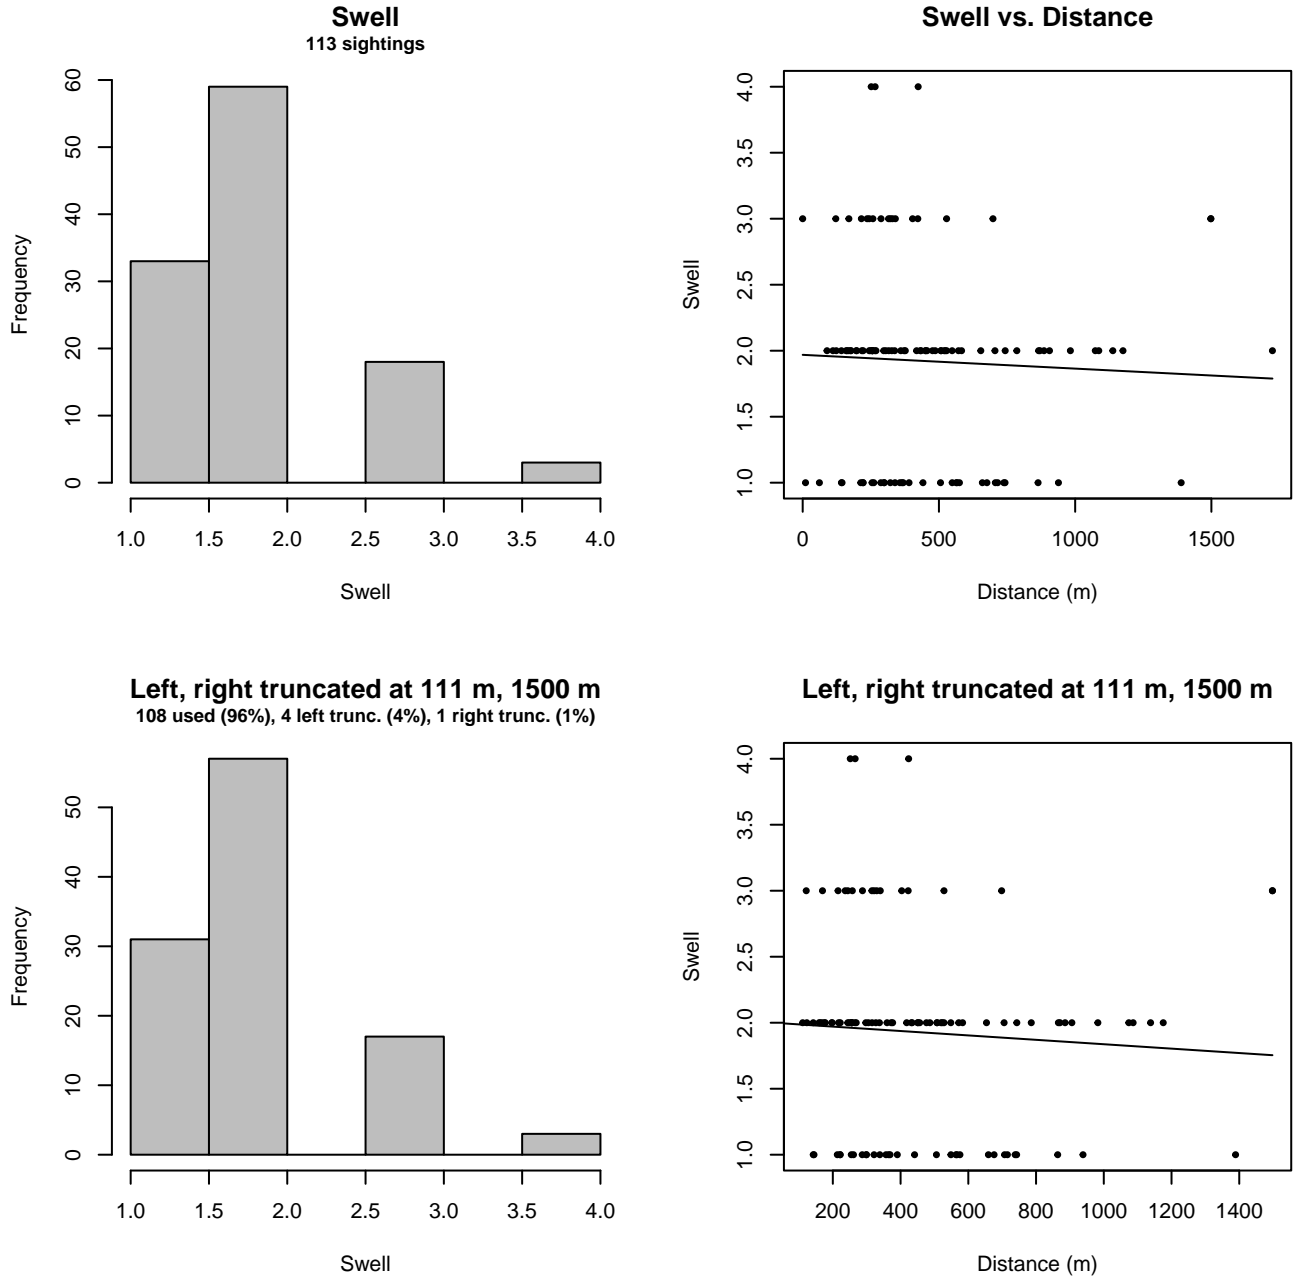 Swell
113 sightings
Frequency
0 10 20 30 40 50 60
1.0 1.5 2.0 2.5 3.0 3.5 4.0
Swell
Swell vs. Distance
Swell
1.0 1.5 2.0 2.5 3.0 3.5 4.0
0 500 1000 1500
Distance (m)
Left, right truncated at 111 m, 1500 m
108 used (96%), 4 left trunc. (4%), 1 right trunc. (1%)
Frequency
0 10 20 30 40 50
1.0 1.5 2.0 2.5 3.0 3.5 4.0
Swell
Left, right truncated at 111 m, 1500 m
Swell
1.0 1.5 2.0 2.5 3.0 3.5 4.0
200 400 600 800 1000 1200 1400
Distance (m)